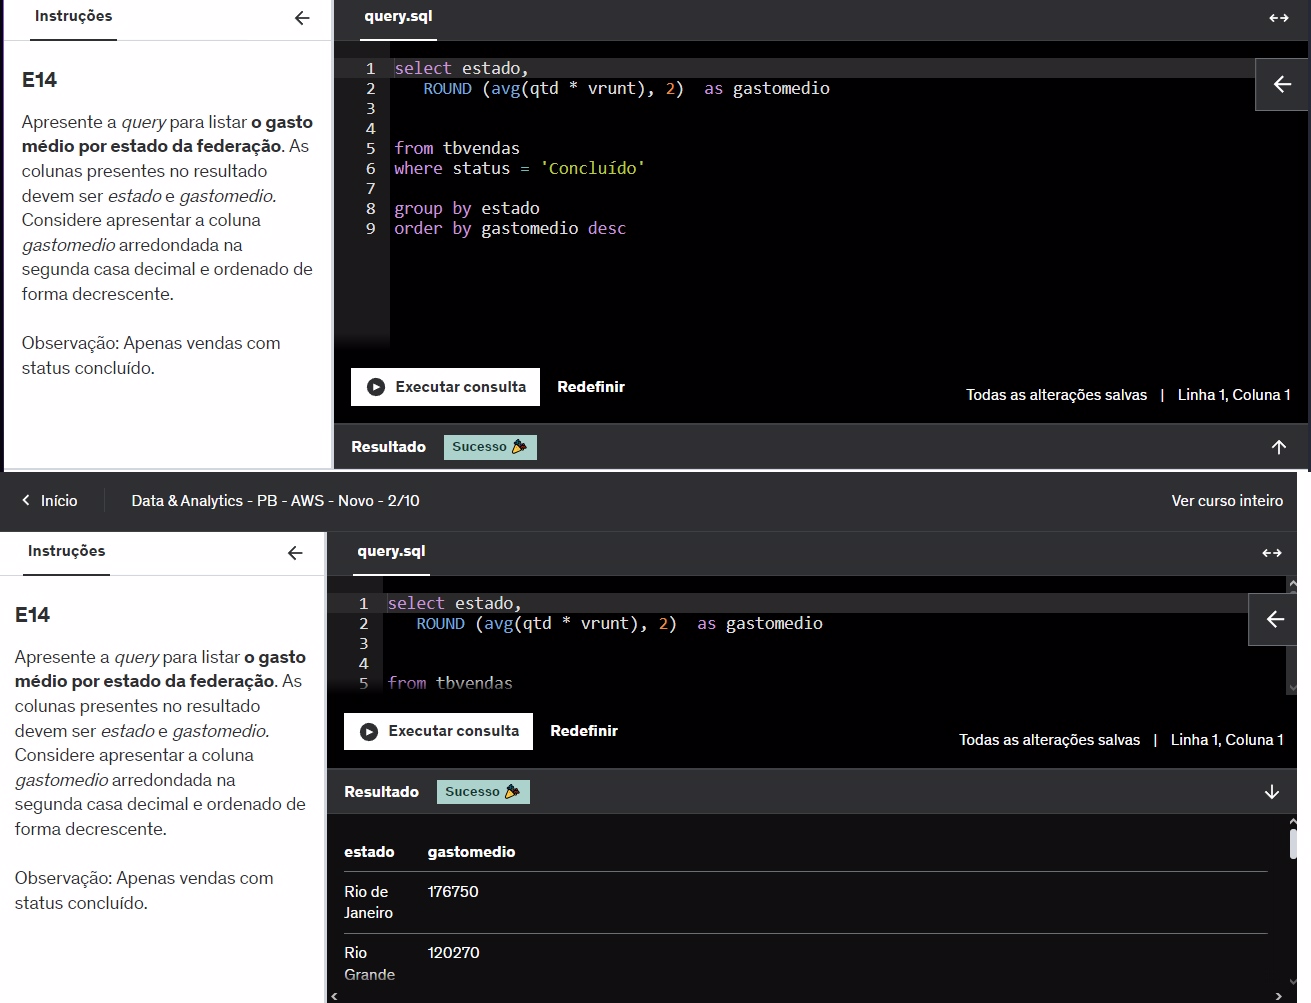 Instruções
query.sql
E14
Apresente a query para listar o gasto
médio por estado da federação. As
colunas presentes no resultado
devem ser estado e gastomedio.
Considere apresentar a coluna
gastomedio arredondada na
segunda casa decimal e ordenado de
forma decrescente.
Observação: Apenas vendas com
status concluído.
1 select estado,
2 ROUND (avg(qtd * vrunt), 2)  as gastomedio
3
4
5 from tbvendas
6 where status = 'Concluído'
7
8 group by estado
9 order by gastomedio desc
Executar consulta Redefinir
Todas as alterações salvas | Linha 1, Coluna 1
Resultado Sucesso
Início Data & Analytics - PB - AWS - Novo - 2/10 Ver curso inteiro
Instruções
query.sql
E14
Apresente a query para listar o gasto
médio por estado da federação. As
colunas presentes no resultado
devem ser estado e gastomedio.
Considere apresentar a coluna
gastomedio arredondada na
segunda casa decimal e ordenado de
forma decrescente.
Observação: Apenas vendas com
status concluído.
1 select estado,
2 ROUND (avg(qtd * vrunt), 2)  as gastomedio
3
4
5 from tbvendas
Executar consulta Redefinir
Todas as alterações salvas | Linha 1, Coluna 1
Resultado Sucesso
estado gastomedio
Rio de 176750
Janeiro
Rio 120270
Grande